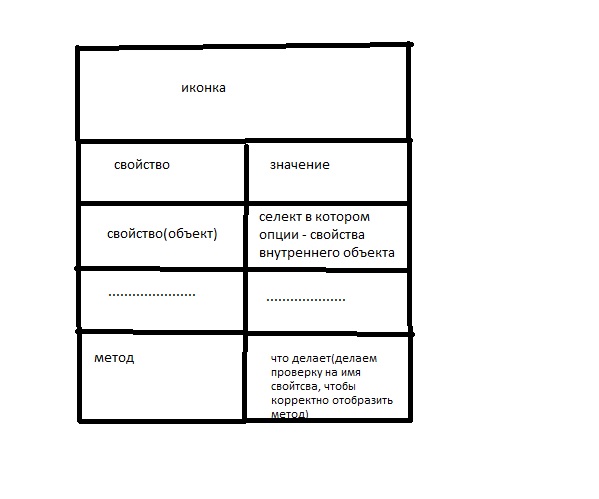 иконка
свойство
значение
свойство(объект)
селект в котором
опции - свойства
внутреннего объекта
......................
....................
метод
что делает(делаем
проверку на имя
свойтсва, чтобы
корректно отобразить
метод)